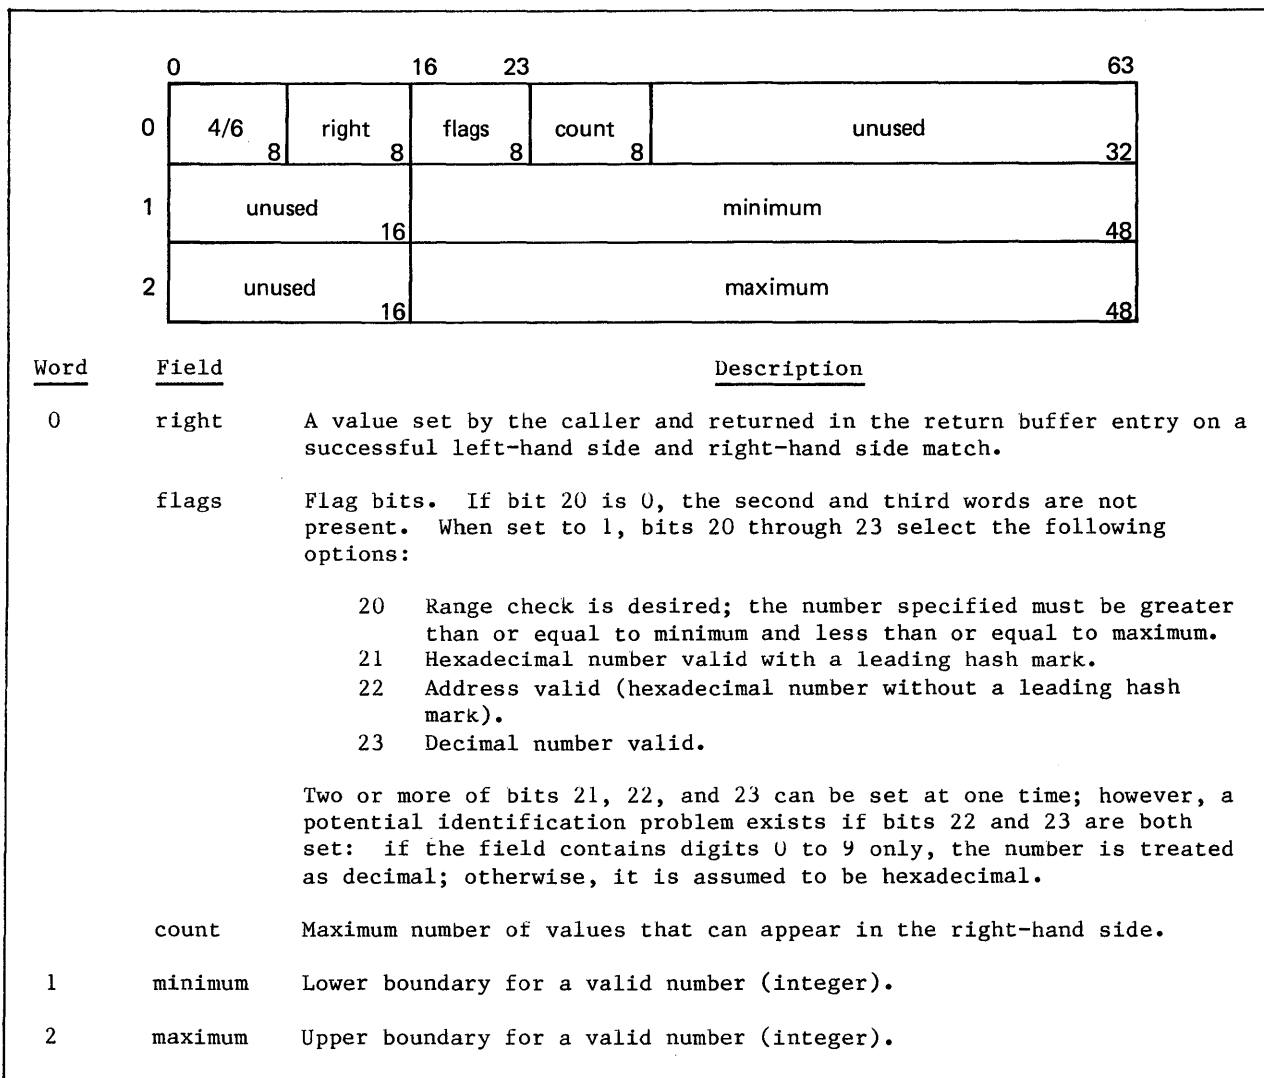 0 16 23 63
0 4/6 8 right 8 flags 8 count 8 unused 32
1 unused 16 minimum 48
2 unused 16 maximum 48
Word Field Description
0 right A value set by the caller and returned in the return buffer entry on a
successful left-hand side and right-hand side match.
flags Flag bits. If bit 20 is 0, the second and third words are not
present. When set to 1, bits 20 through 23 select the following
options:
20 Range check is desired; the number specified must be greater
than or equal to minimum and less than or equal to maximum.
21 Hexadecimal number valid with a leading hash mark.
22 Address valid (hexadecimal number without a leading hash
mark).
23 Decimal number valid.
Two or more of bits 21, 22, and 23 can be set at one time; however, a
potential identification problem exists if bits 22 and 23 are both
set: if the field contains digits 0 to 9 only, the number is treated
as decimal; otherwise, it is assumed to be hexadecimal.
count Maximum number of values that can appear in the right-hand side.
1 minimum Lower boundary for a valid number (integer).
2 maximum Upper boundary for a valid number (integer).